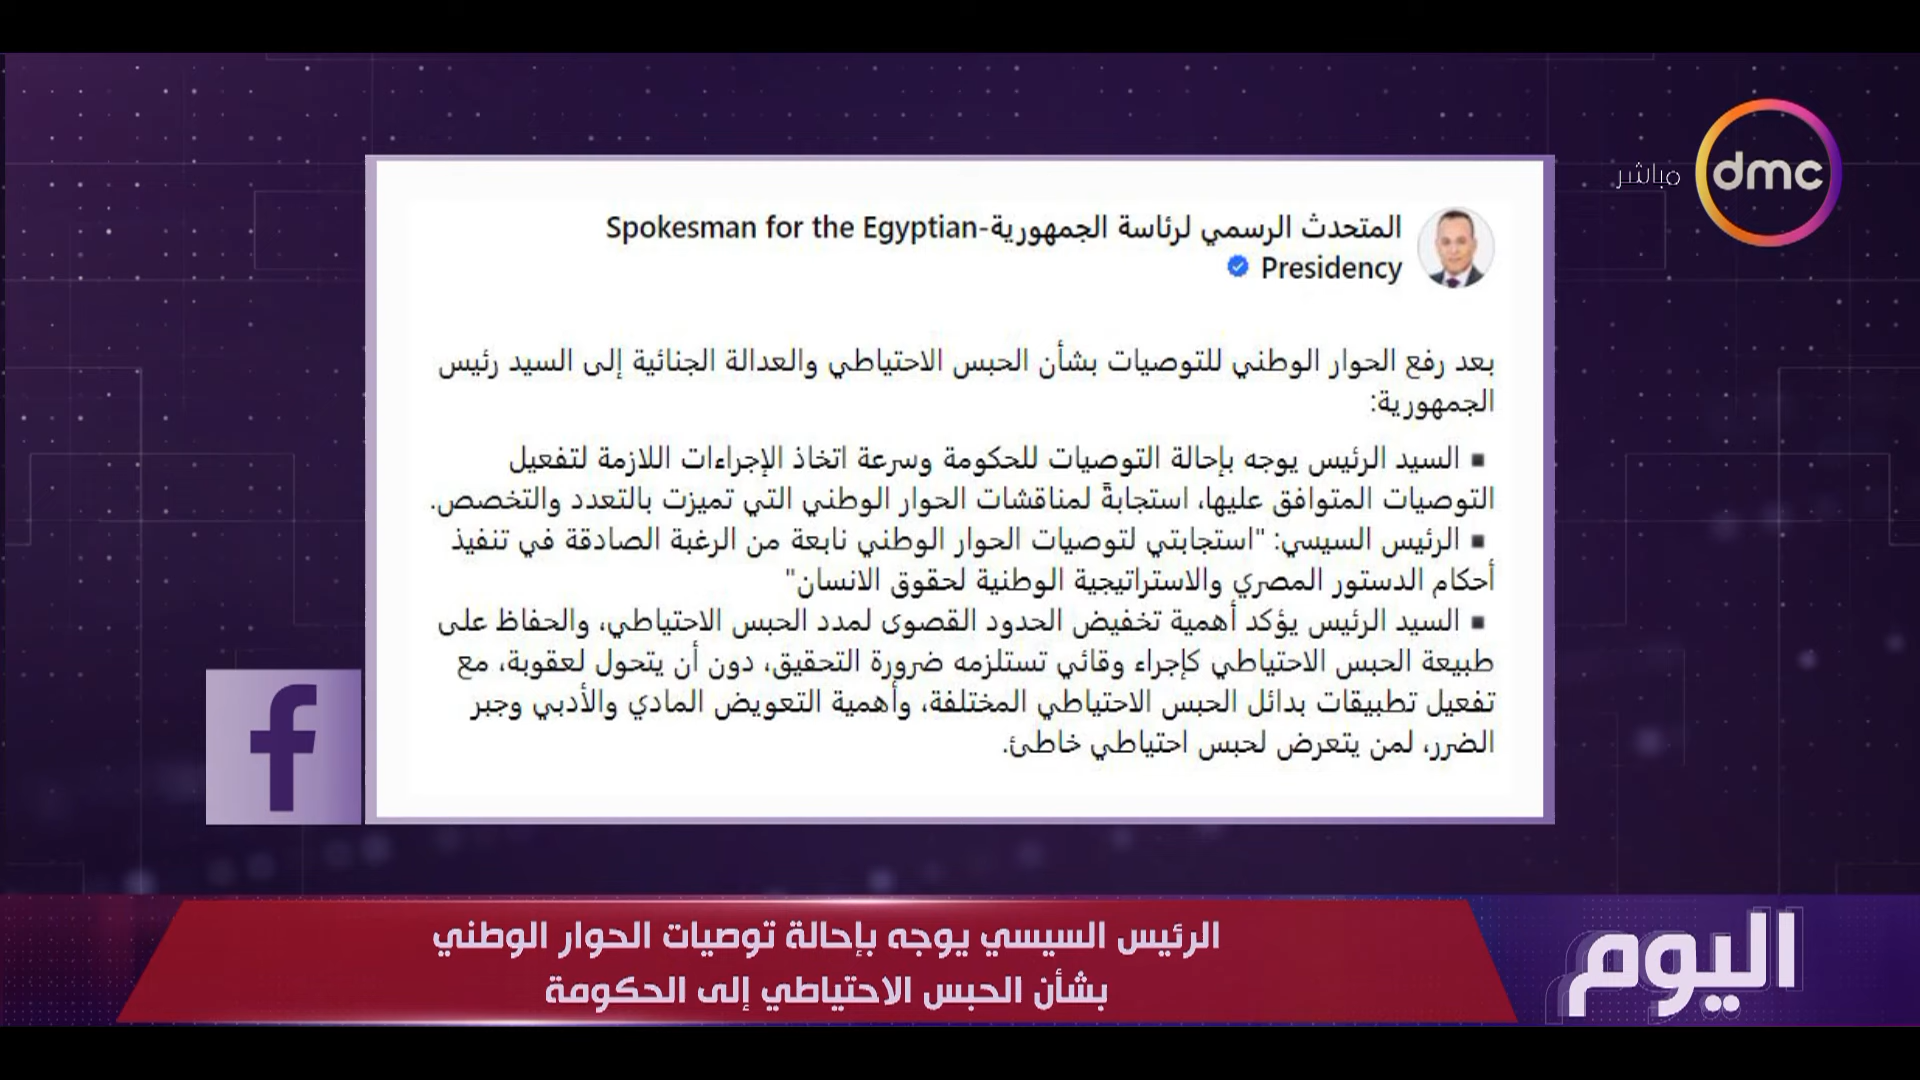 dmc
مباشر
المتحدث الرسمي لرئاسة الجمهورية-Spokesman for the Egyptian
Presidency
بعد رفع الحوار الوطني للتوصيات بشأن الحبس الاحتياطي والعدالة الجنائية إلى السيد رئيس
الجمهورية:
▪ السيد الرئيس يوجه بإحالة التوصيات للحكومة وسرعة اتخاذ الإجراءات اللازمة لتفعيل
التوصيات المتوافق عليها، استجابةً لمناقشات الحوار الوطني التي تميزت بالتعدد والتخصص.
▪ الرئيس السيسي: "استجابتي لتوصيات الحوار الوطني نابعة من الرغبة الصادقة في تنفيذ
أحكام الدستور المصري والاستراتيجية الوطنية لحقوق الانسان"
▪ السيد الرئيس يؤكد أهمية تخفيض الحدود القصوى لمدد الحبس الاحتياطي، والحفاظ على
طبيعة الحبس الاحتياطي كإجراء وقائي تستلزمه ضرورة التحقيق، دون أن يتحول لعقوبة، مع
تفعيل تطبيقات بدائل الحبس الاحتياطي المختلفة، وأهمية التعويض المادي والأدبي وجبر
الضرر، لمن يتعرض لحبس احتياطي خاطئ.
f
الرئيس السيسي يوجه بإحالة توصيات الحوار الوطني
بشأن الحبس الاحتياطي إلى الحكومة
اليوم